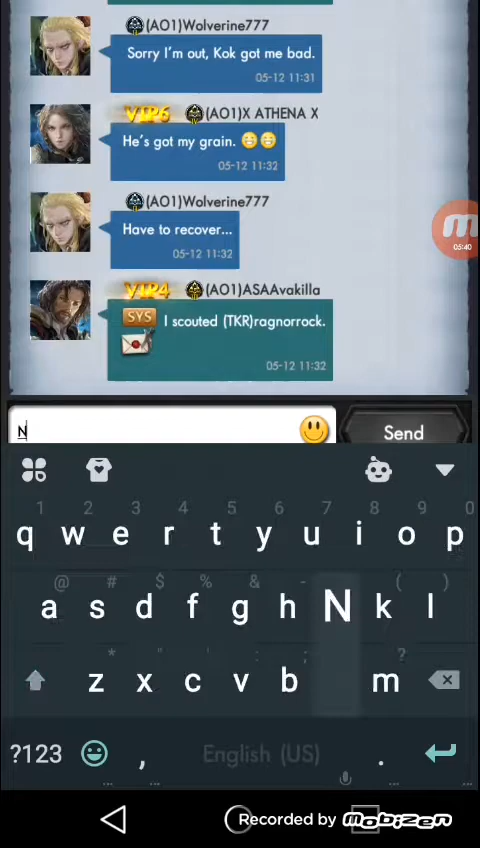 (AO1)Wolverine777
Sorry I'm out, Kok got me bad.
05-12 11:31
VIP6 (AO1)X ATHENA X
He's got my grain. 😁😁
05-12 11:32
(AO1)Wolverine777
Have to recover...
05-12 11:32
VIP4 (AO1)ASAAvakilla
SYS I scouted (TKR)ragnorrock.
05-12 11:32
05:40
N
Send
1 2 3 4 5 6 7 8 9 0
q w e r t y u i o p
@ # $ % & - ( )
a s d f g h N k l
* " ' : ; ?
z x c v b m
?123 , English (US) .
Recorded by Mobizen